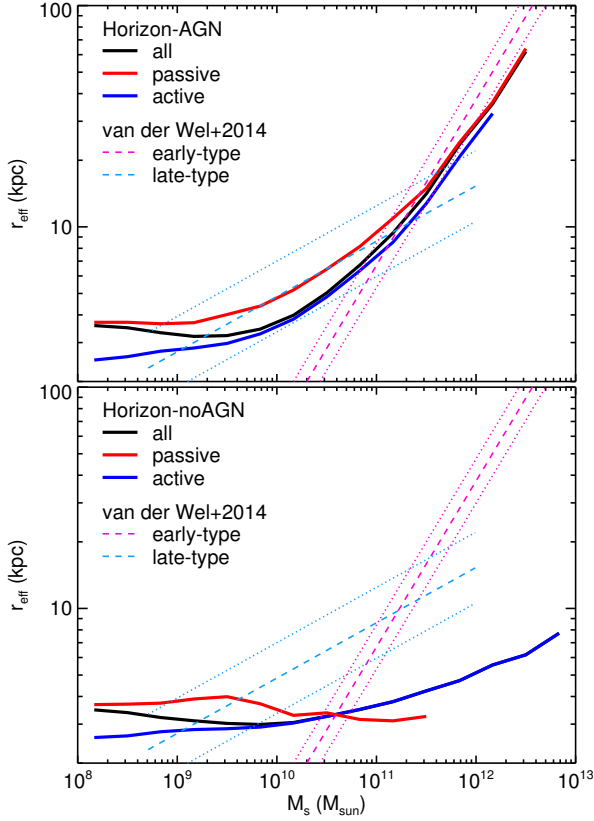 100
Horizon-AGN
all
passive
active
van der Wel+2014
early-type
late-type
r_eff (kpc)
10
100
Horizon-noAGN
all
passive
active
van der Wel+2014
early-type
late-type
r_eff (kpc)
10
10^8 10^9 10^10 10^11 10^12 10^13
M_s (M_sun)